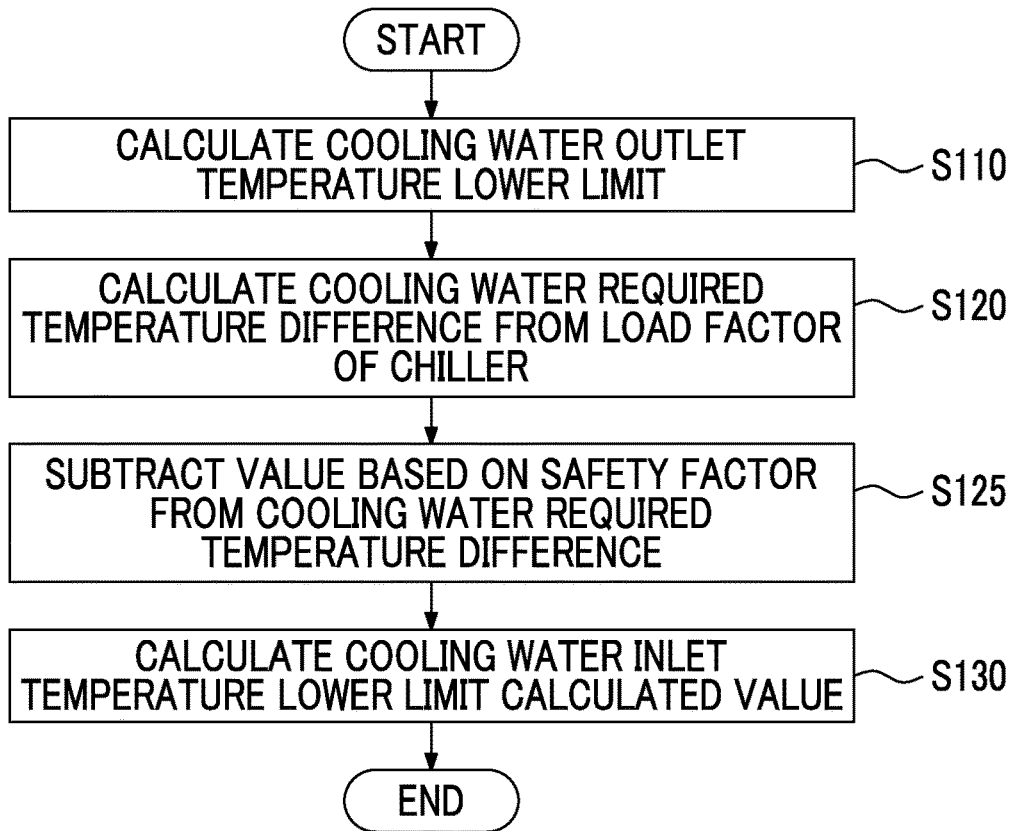 START
CALCULATE COOLING WATER OUTLET
TEMPERATURE LOWER LIMIT
S110
CALCULATE COOLING WATER REQUIRED
TEMPERATURE DIFFERENCE FROM LOAD FACTOR
OF CHILLER
S120
SUBTRACT VALUE BASED ON SAFETY FACTOR
FROM COOLING WATER REQUIRED
TEMPERATURE DIFFERENCE
S125
CALCULATE COOLING WATER INLET
TEMPERATURE LOWER LIMIT CALCULATED VALUE
S130
END